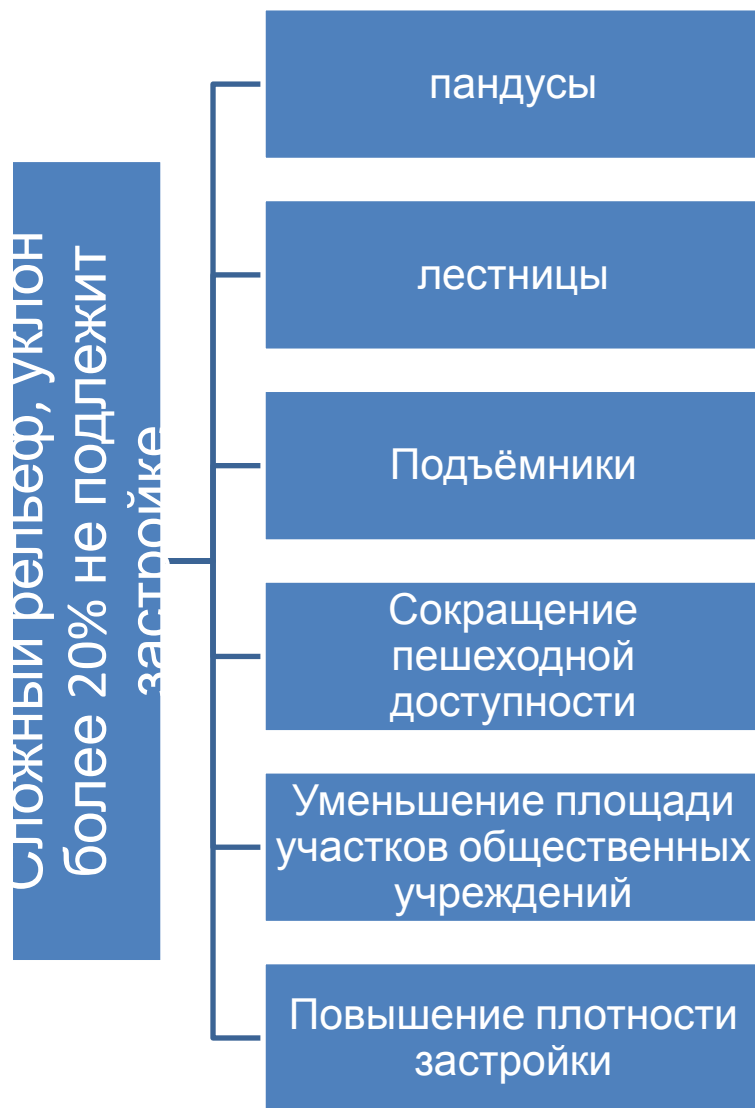 Сложный рельеф, уклон
более 20% не подлежит
застройке
пандусы
лестницы
Подъёмники
Сокращение
пешеходной
доступности
Уменьшение площади
участков общественных
учреждений
Повышение плотности
застройки